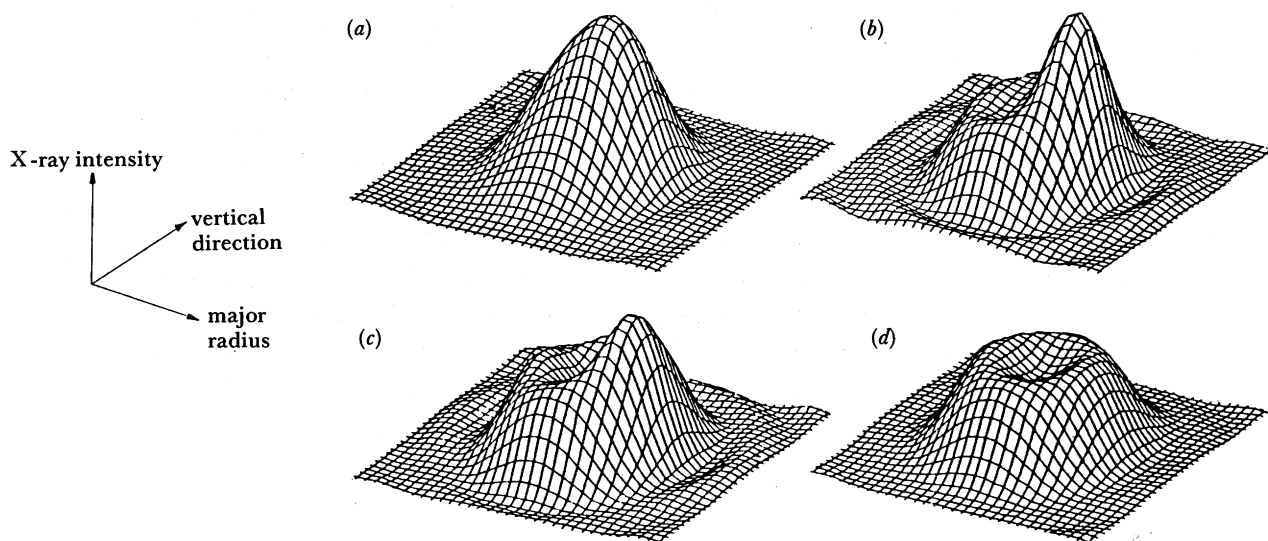 (a)
(b)
X-ray intensity
vertical
direction
major
radius
(c)
(d)